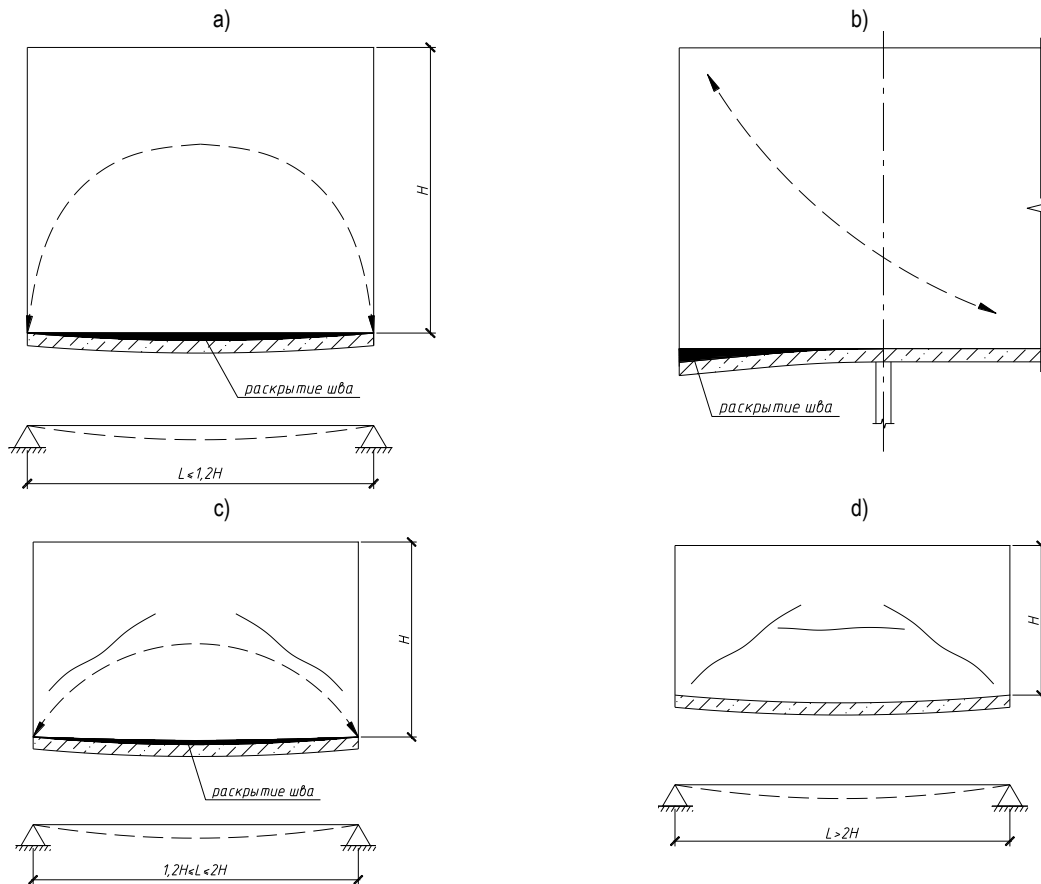 a)
H
раскрытие шва
L≤1,2H
b)
раскрытие шва
c)
H
раскрытие шва
1,2H≤L≤2H
d)
H
L>2H